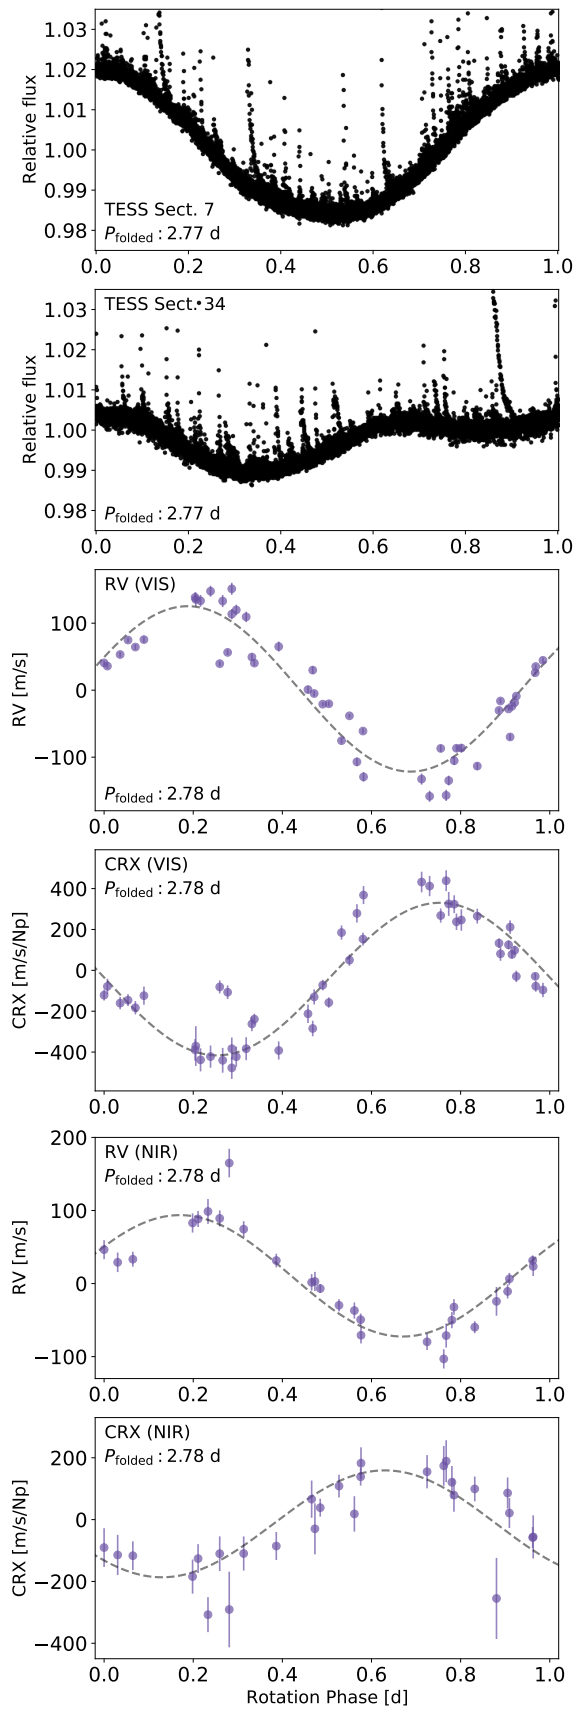 1.03
1.02
1.01
1.00
0.99
0.98
Relative flux
TESS Sect. 7
P_folded : 2.77 d
0.0 0.2 0.4 0.6 0.8 1.0
1.03
1.02
1.01
1.00
0.99
0.98
Relative flux
TESS Sect. 34
P_folded : 2.77 d
0.0 0.2 0.4 0.6 0.8 1.0
RV (VIS)
100
0
−100
RV [m/s]
P_folded : 2.78 d
0.0 0.2 0.4 0.6 0.8 1.0
CRX (VIS)
P_folded : 2.78 d
400
200
0
−200
−400
CRX [m/s/Np]
0.0 0.2 0.4 0.6 0.8 1.0
200
RV (NIR)
P_folded : 2.78 d
100
0
−100
RV [m/s]
0.0 0.2 0.4 0.6 0.8 1.0
CRX (NIR)
P_folded : 2.78 d
200
0
−200
−400
CRX [m/s/Np]
0.0 0.2 0.4 0.6 0.8 1.0
Rotation Phase [d]